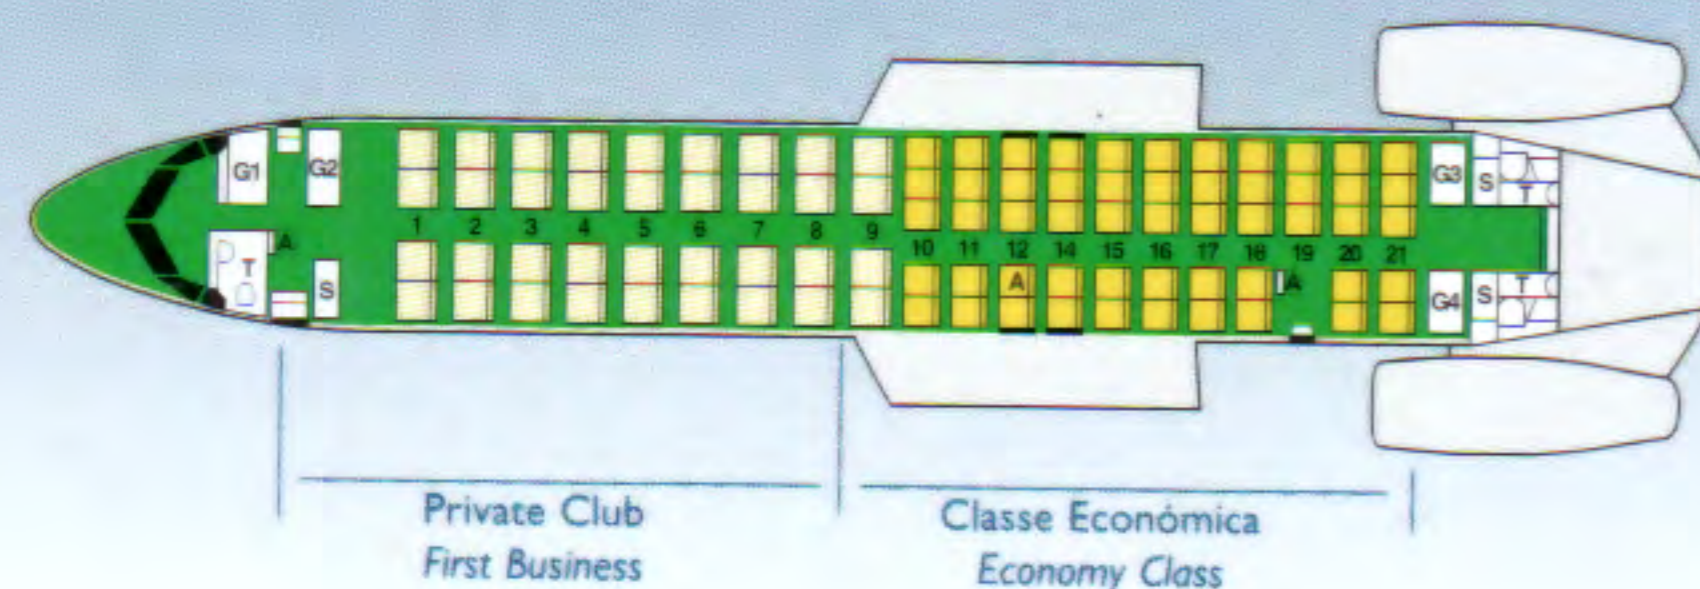 G1 G2 G3 S T
A
1 2 3 4 5 6 7 8 9 10 11 12 14 15 16 17 18 19 20 21
T S A A G4 S T
Private Club
First Business
Classe Económica
Economy Class